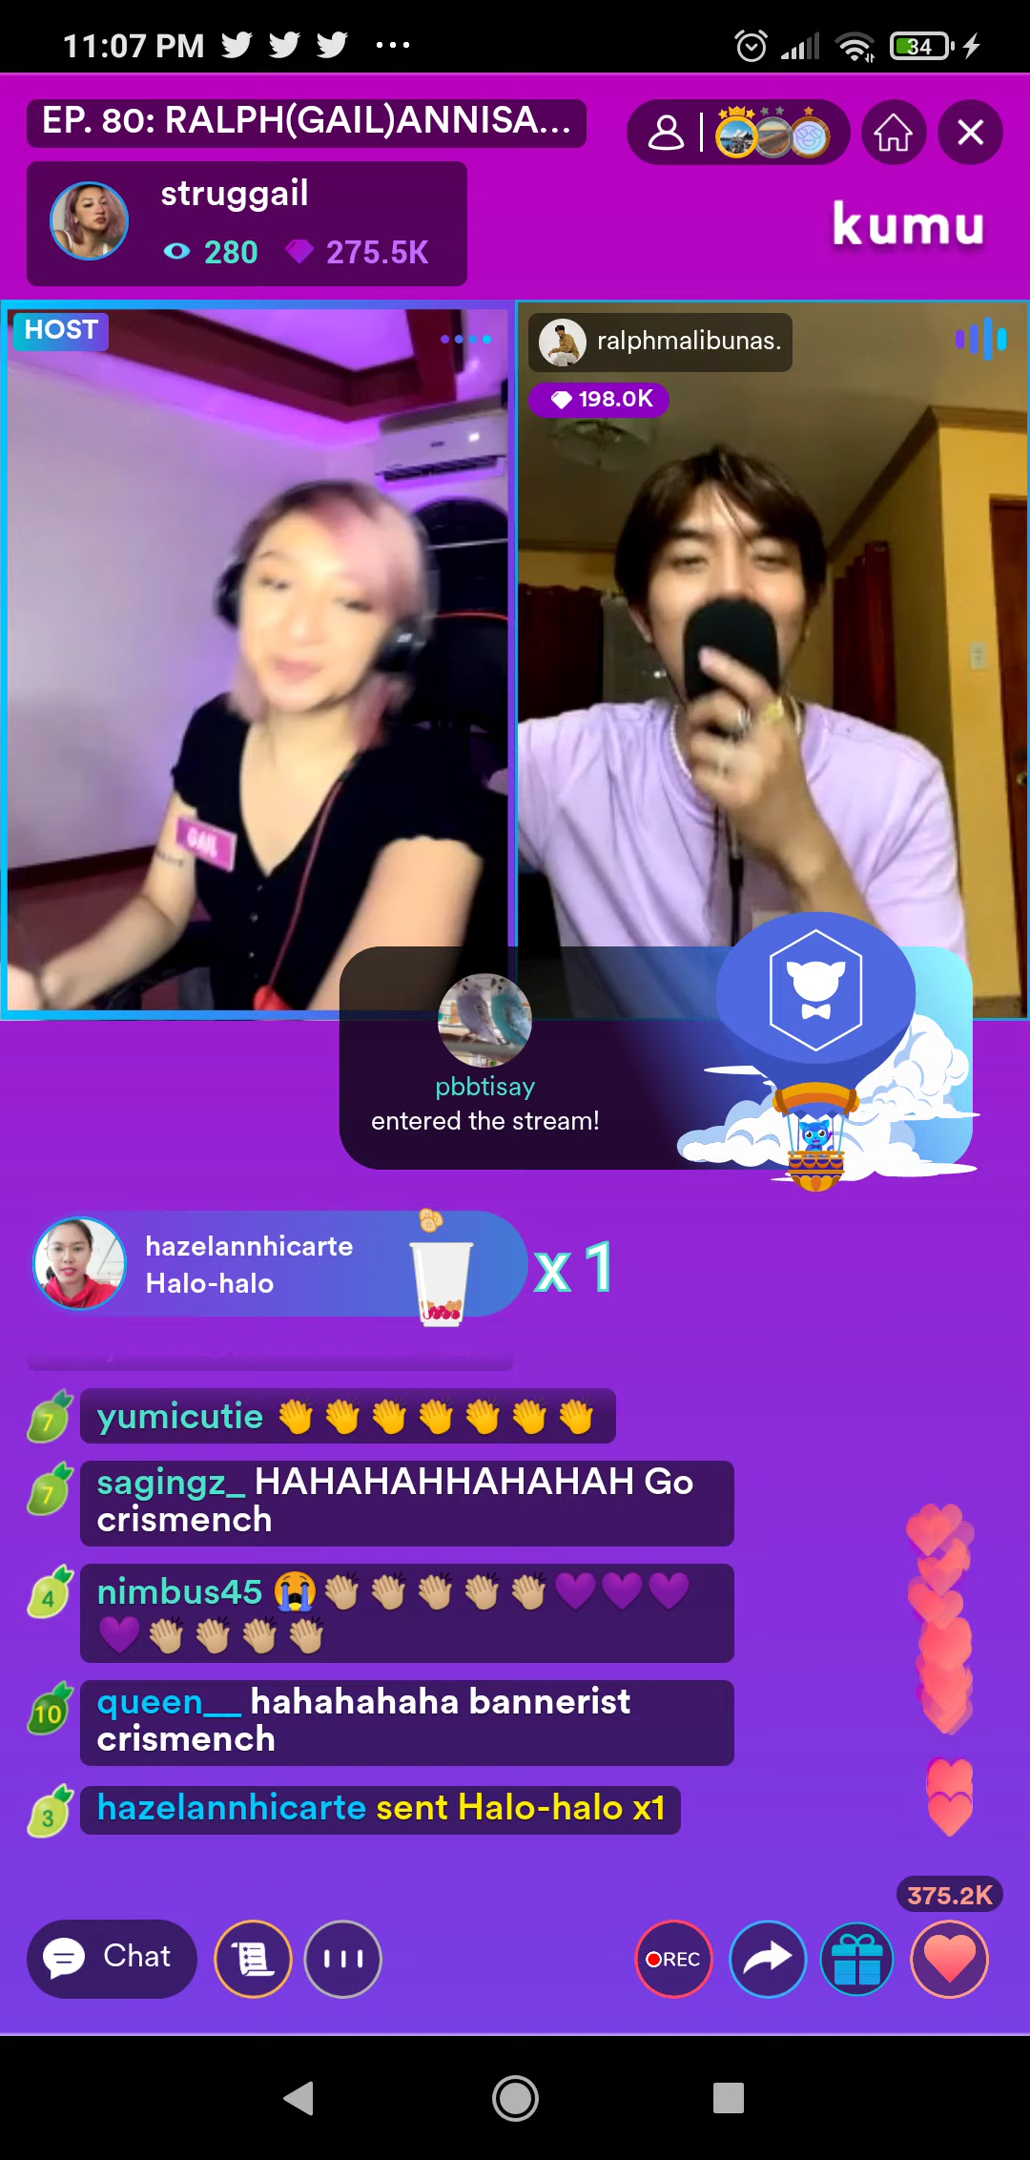 11:07 PM
34
EP. 80: RALPH(GAIL)ANNISA...
struggail
280 275.5K
kumu
HOST
ralphmalibunas.
198.0K
GAIL
pbbtisay
entered the stream!
hazelannhicarte
Halo-halo
x 1
7 yumicutie 👏👏👏👏👏👏👏
7 sagingz_ HAHAHAHHAHAHAH Go
crismench
4 nimbus45 😭👏🏼👏🏼👏🏼👏🏼👏🏼💜💜💜
💜👏🏼👏🏼👏🏼👏🏼
10 queen__ hahahahaha bannerist
crismench
3 hazelannhicarte sent Halo-halo x1
375.2K
Chat
REC